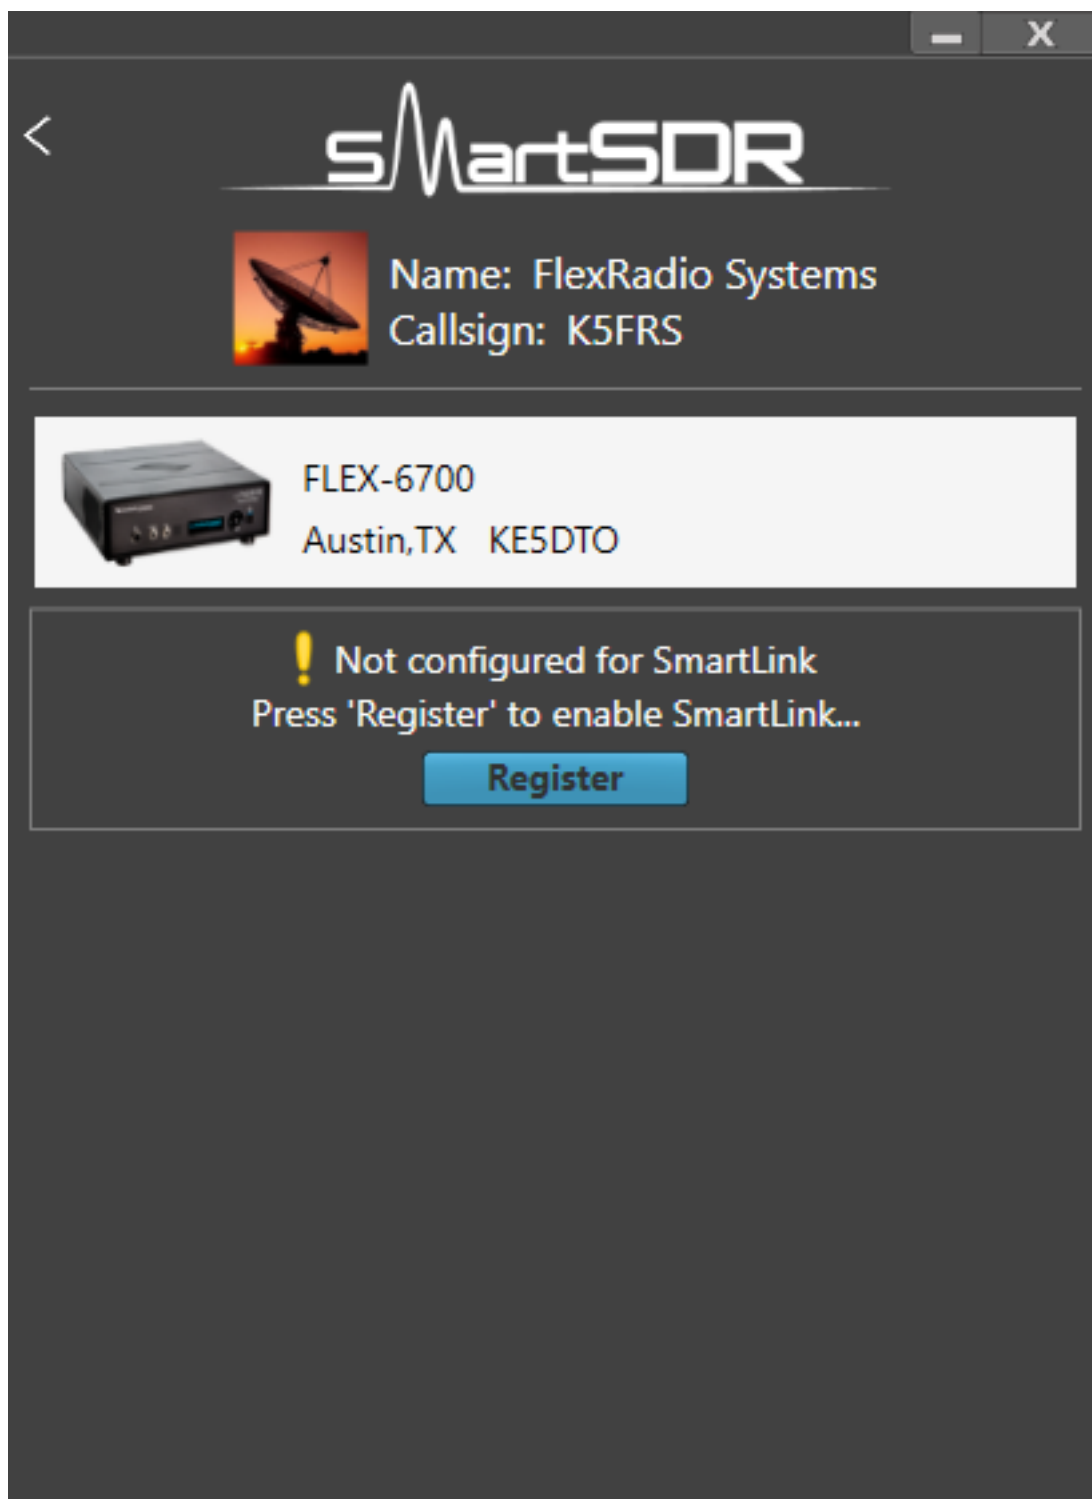 smartSDR
Name: FlexRadio Systems
Callsign: K5FRS
FLEX-6700
Austin,TX KE5DTO
Not configured for SmartLink
Press 'Register' to enable SmartLink...
Register